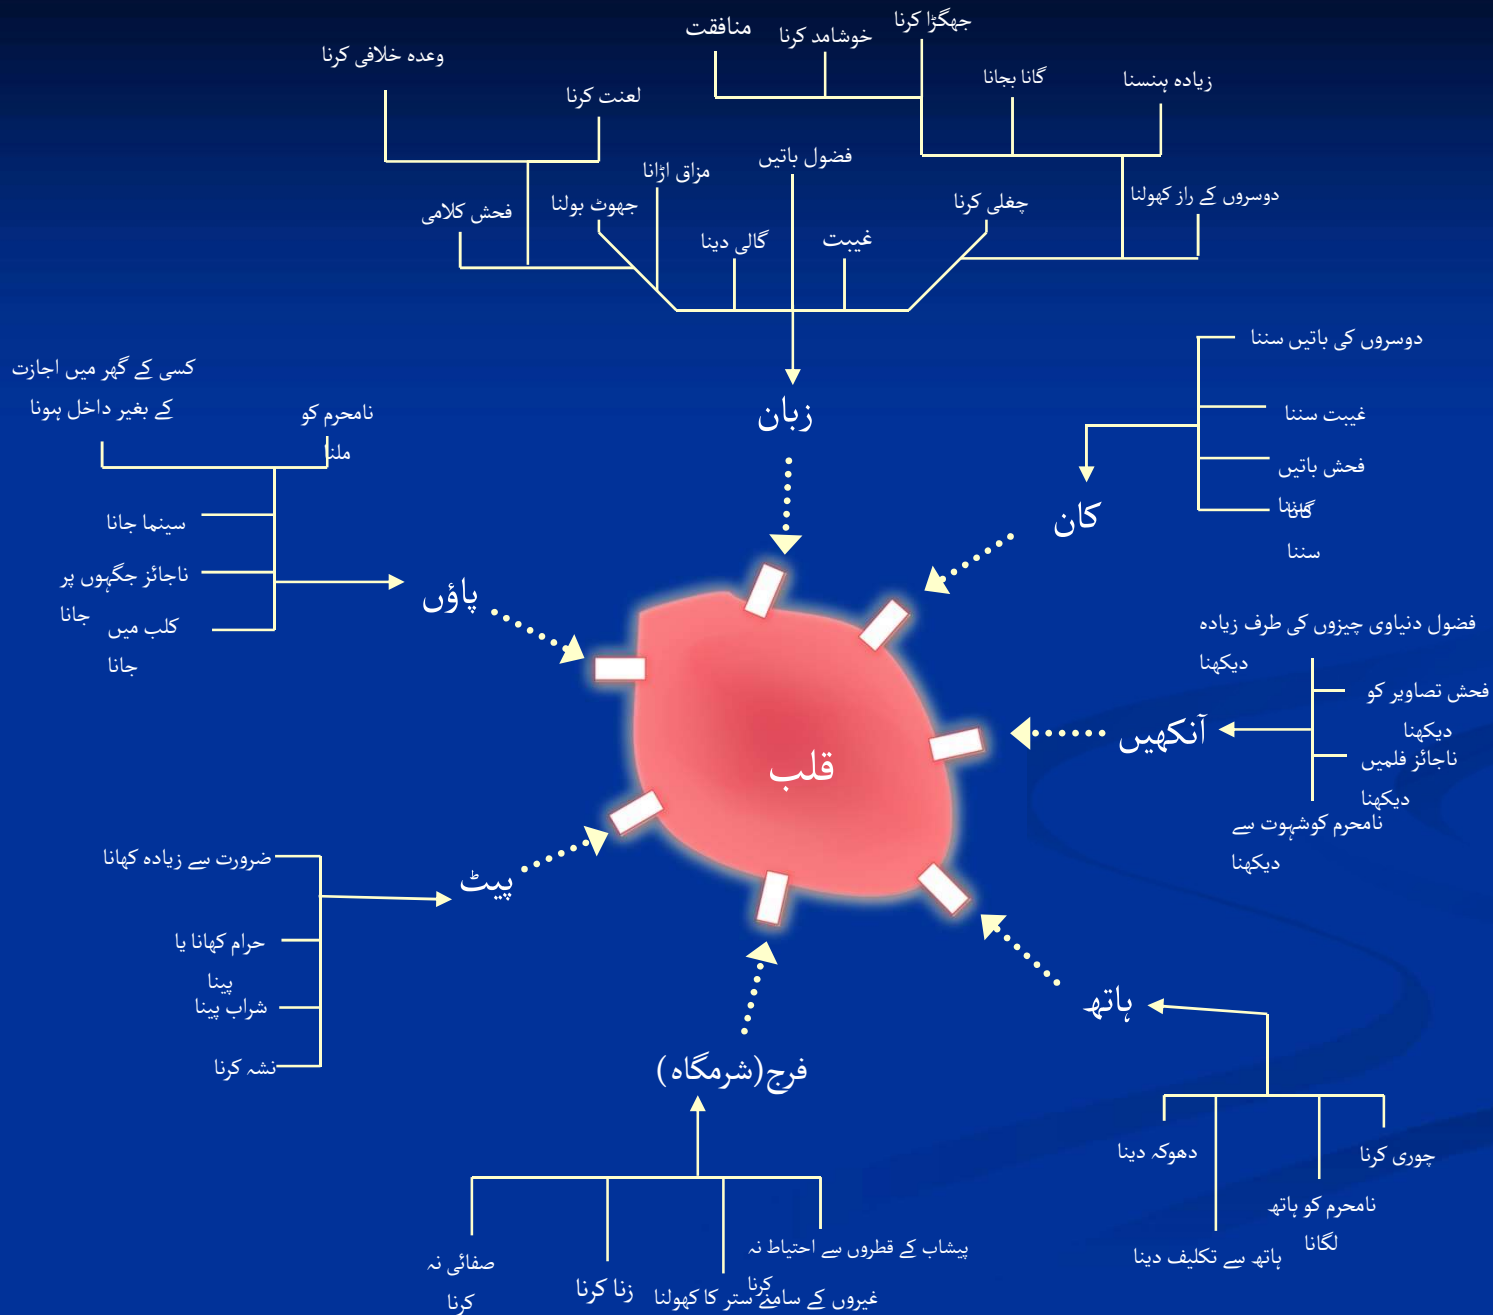 جھگڑا کرنا
خوشامد کرنا
منافقت
وعدہ خلافی کرنا
زیادہ ہنسنا
گانا بجانا
لعنت کرنا
فضول باتیں
مزاق اڑانا
دوسروں کے راز کھولنا
چغلی کرنا
جھوٹ بولنا
فحش کلامی
غیبت
گالی دینا
زبان
دوسروں کی باتیں سننا
غیبت سننا
فحش باتیں
سننا
گانا
سننا
کان
فضول دنیاوی چیزوں کی طرف زیادہ
دیکھنا
فحش تصاویر کو
دیکھنا
ناجائز فلمیں
دیکھنا
نامحرم کوشہوت سے
دیکھنا
آنکھیں
ہاتھ
چوری کرنا
نامحرم کو ہاتھ
لگانا
ہاتھ سے تکلیف دینا
دھوکہ دینا
فرج(شرمگاہ)
پیشاب کے قطروں سے احتیاط نہ
کرنا
غیروں کے سامنے ستر کا کھولنا
زنا کرنا
صفائی نہ
کرنا
پیٹ
ضرورت سے زیادہ کھانا
حرام کھانا یا
پینا
شراب پینا
نشہ کرنا
پاؤں
نامحرم کو
ملنا
کسی کے گھر میں اجازت
کے بغیر داخل ہونا
سینما جانا
ناجائز جگہوں پر
جانا
کلب میں
جانا
قلب